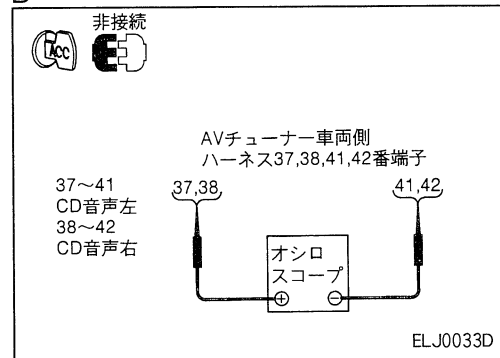 ACC
非接続
AVチューナー車両側
ハーネス37,38,41,42番端子
37～41
CD音声左
38～42
CD音声右
37,38
41,42
オシロ
スコープ
⊕ ⊖
ELJ0033D